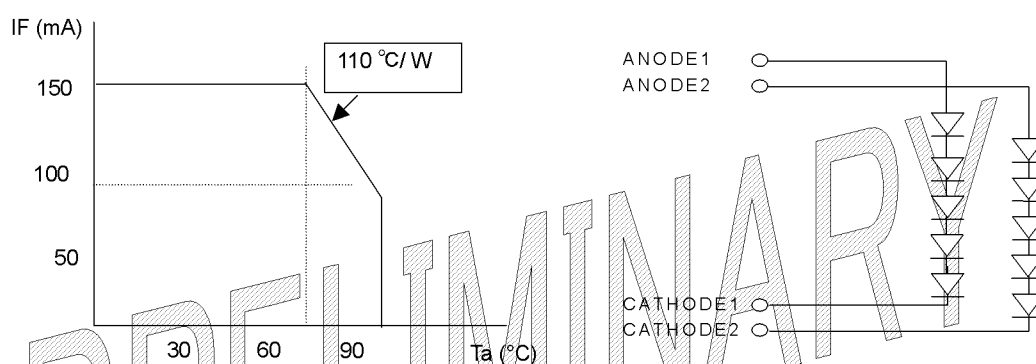 IF (mA)
150
110 °C/ W
100
50
30 60 90 Ta (°C)
ANODE1
ANODE2
CATHODE1
CATHODE2
PRELIMINARY